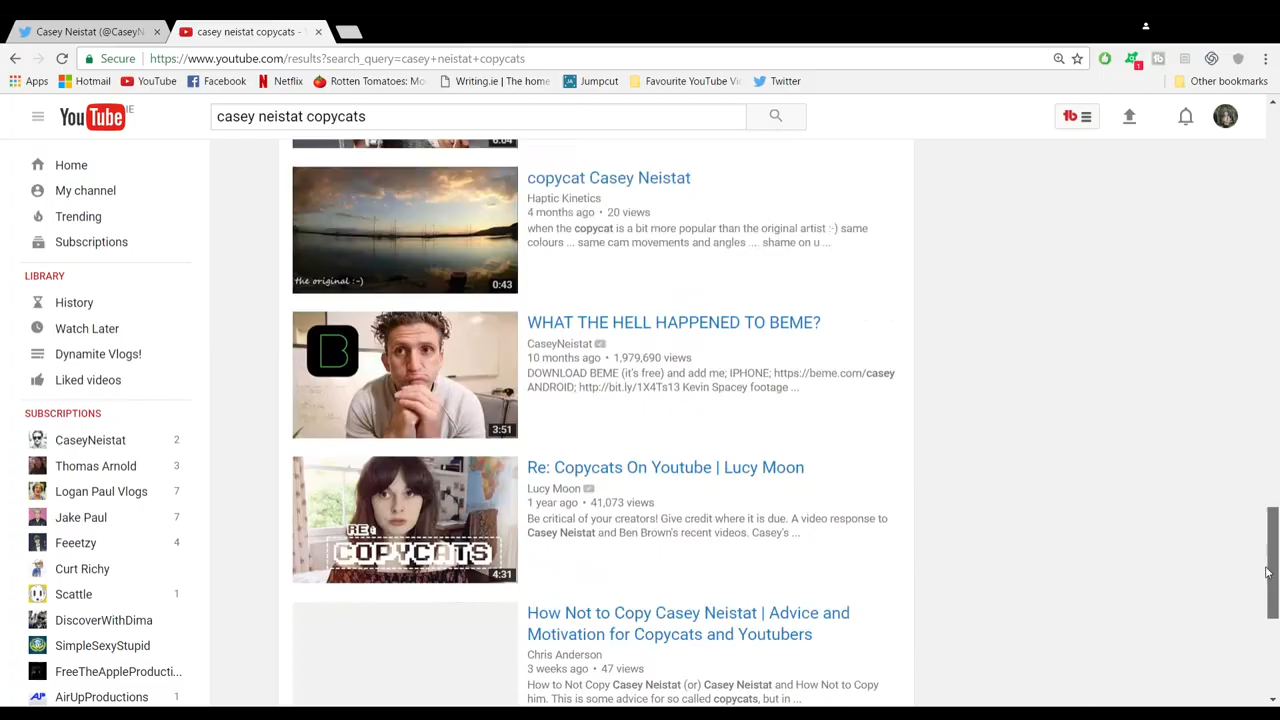 Casey Neistat (@CaseyN
casey neistat copycats -
Secure
https://www.youtube.com/results?search_query=casey+neistat+copycats
1
Apps
Hotmail
YouTube
Facebook
Netflix
Rotten Tomatoes: Mo
Writing.ie | The home
JA
Jumpcut
Favourite YouTube Vi
Twitter
Other bookmarks
YouTube IE
casey neistat copycats
tb
Home
My channel
Trending
Subscriptions
LIBRARY
History
Watch Later
Dynamite Vlogs!
Liked videos
SUBSCRIPTIONS
CaseyNeistat 2
Thomas Arnold 3
Logan Paul Vlogs 7
Jake Paul 7
Feeetzy 4
Curt Richy
Scattle 1
DiscoverWithDima
SimpleSexyStupid
FreeTheAppleProducti...
AP
AirUpProductions 1
6:04
the original :-)
0:43
copycat Casey Neistat
Haptic Kinetics
4 months ago • 20 views
when the copycat is a bit more popular than the original artist :-) same
colours ... same cam movements and angles .... shame on u ...
B
3:51
WHAT THE HELL HAPPENED TO BEME?
CaseyNeistat
10 months ago • 1,979,690 views
DOWNLOAD BEME (it's free) and add me; IPHONE; https://beme.com/casey
ANDROID; http://bit.ly/1X4Ts13 Kevin Spacey footage ...
RE:
COPYCATS
4:31
Re: Copycats On Youtube | Lucy Moon
Lucy Moon
1 year ago • 41,073 views
Be critical of your creators! Give credit where it is due. A video response to
Casey Neistat and Ben Brown's recent videos. Casey's ...
How Not to Copy Casey Neistat | Advice and
Motivation for Copycats and Youtubers
Chris Anderson
3 weeks ago • 47 views
How to Not Copy Casey Neistat (or) Casey Neistat and How Not to Copy
him. This is some advice for so called copycats, but in ...